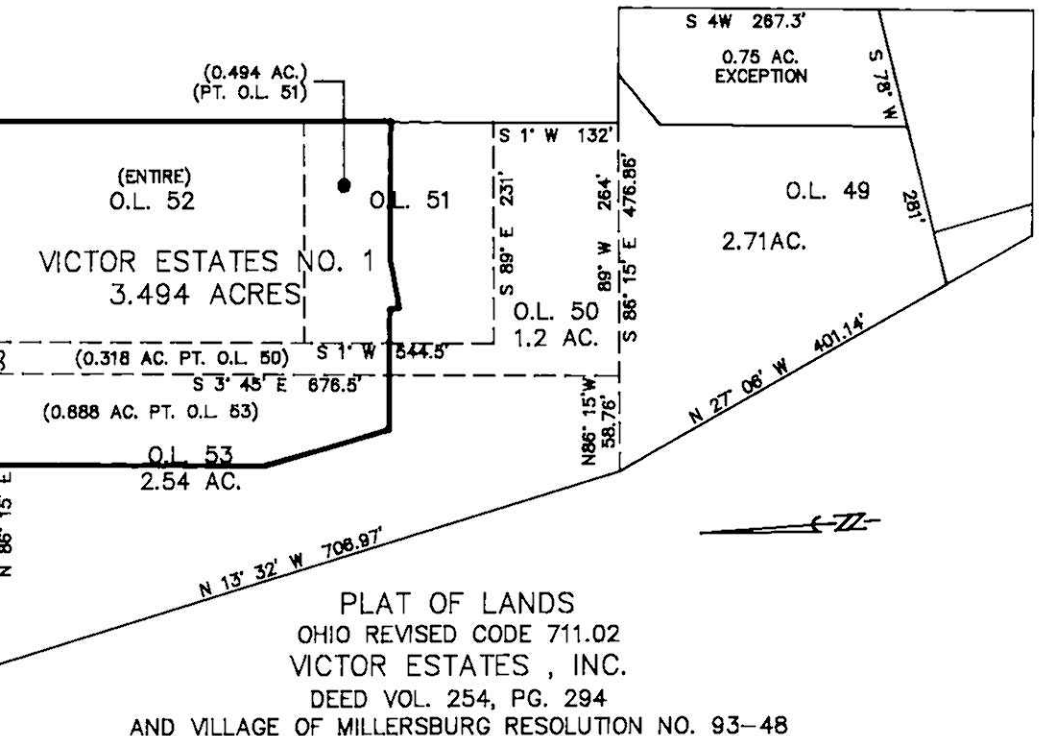 S 4W 267.3'
0.75 AC.
EXCEPTION
S 78° W
281'
(0.494 AC.)
(PT. O.L. 51)
S 1° W 132'
(ENTIRE)
O.L. 52
O.L. 51
S 89° E 231'
89° W 264'
S 86° 15' E 476.86'
O.L. 49
2.71AC.
VICTOR ESTATES NO. 1
3.494 ACRES
O.L. 50
1.2 AC.
(0.318 AC. PT. O.L. 50)
S 1° W 544.5'
S 3° 45' E 676.5'
(0.888 AC. PT. O.L. 53)
N86° 15'W
58.76'
N 27° 06' W 401.14'
O.L. 53
2.54 AC.
N 86° 15' E
N 13° 32' W 706.97'
N
PLAT OF LANDS
OHIO REVISED CODE 711.02
VICTOR ESTATES , INC.
DEED VOL. 254, PG. 294
AND VILLAGE OF MILLERSBURG RESOLUTION NO. 93-48